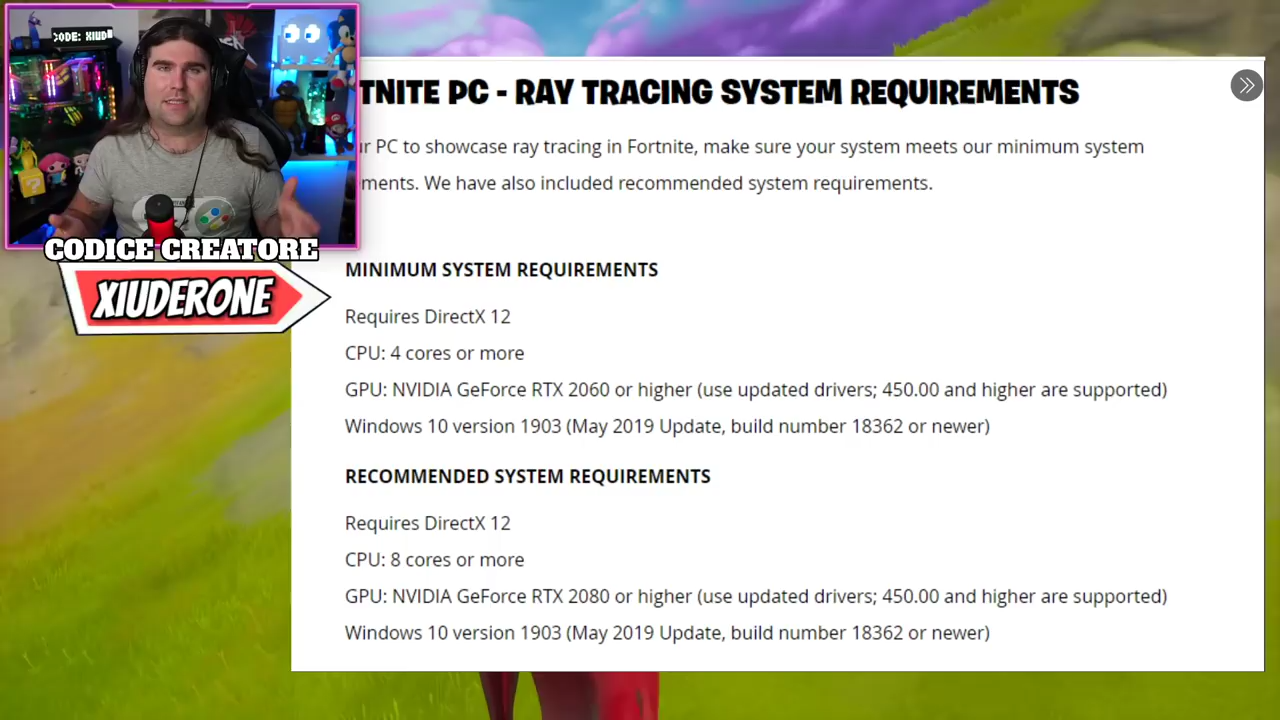 CODE: XIUD
TNITE PC - RAY TRACING SYSTEM REQUIREMENTS
r PC to showcase ray tracing in Fortnite, make sure your system meets our minimum system
ments. We have also included recommended system requirements.
CODICE CREATORE
XIUDERONE
MINIMUM SYSTEM REQUIREMENTS
Requires DirectX 12
CPU: 4 cores or more
GPU: NVIDIA GeForce RTX 2060 or higher (use updated drivers; 450.00 and higher are supported)
Windows 10 version 1903 (May 2019 Update, build number 18362 or newer)
RECOMMENDED SYSTEM REQUIREMENTS
Requires DirectX 12
CPU: 8 cores or more
GPU: NVIDIA GeForce RTX 2080 or higher (use updated drivers; 450.00 and higher are supported)
Windows 10 version 1903 (May 2019 Update, build number 18362 or newer)